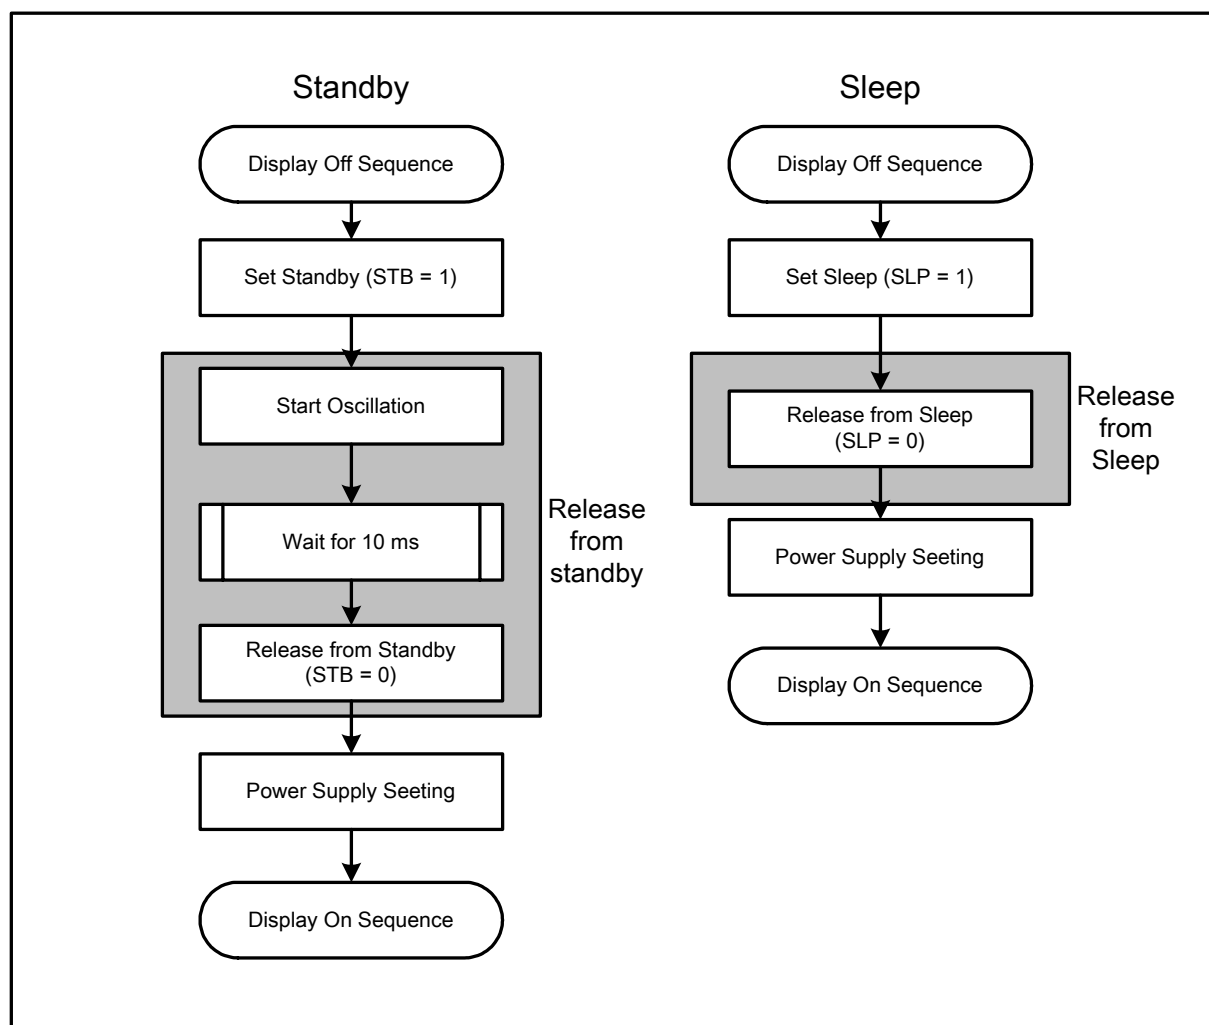 Standby
Display Off Sequence
Set Standby (STB = 1)
Start Oscillation
Wait for 10 ms
Release from Standby
(STB = 0)
Release
from
standby
Power Supply Seeting
Display On Sequence
Sleep
Display Off Sequence
Set Sleep (SLP = 1)
Release from Sleep
(SLP = 0)
Release
from
Sleep
Power Supply Seeting
Display On Sequence